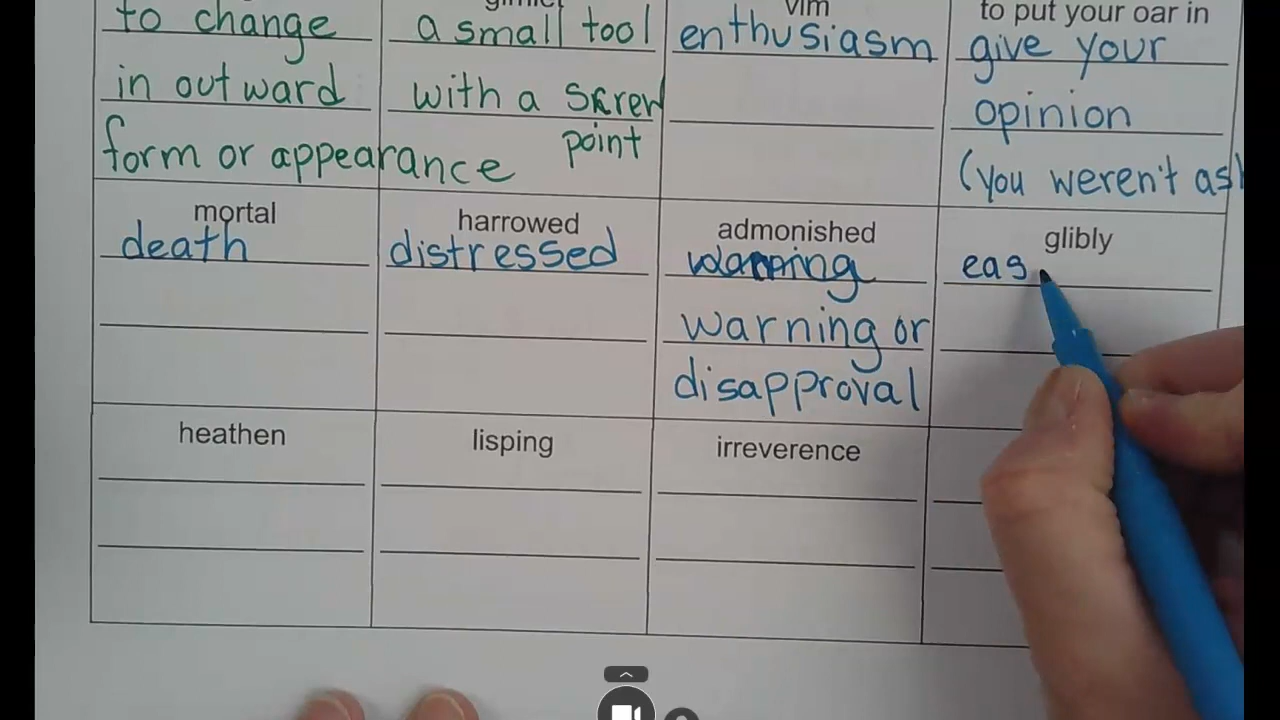 vim
to put your oar in
to change
a small tool
enthusiasm
give your
in outward
with a screw
point
opinion
form or appearance
(you weren't as
mortal
harrowed
admonished
glibly
death
distressed
eas
warning or
disapproval
heathen
lisping
irreverence